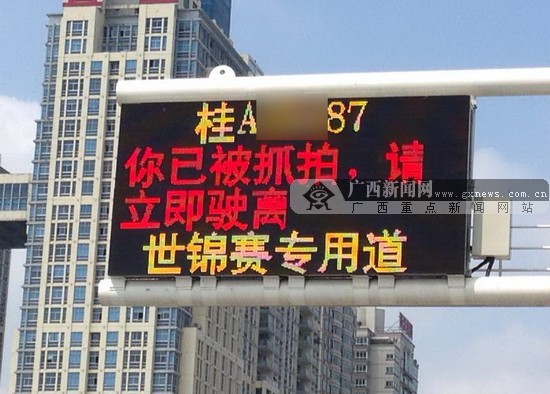 桂A 87
你已被抓拍，请
立即驶离
世锦赛专用道
广西新闻网
www.gxnews.com.cn
广西重点新闻网站